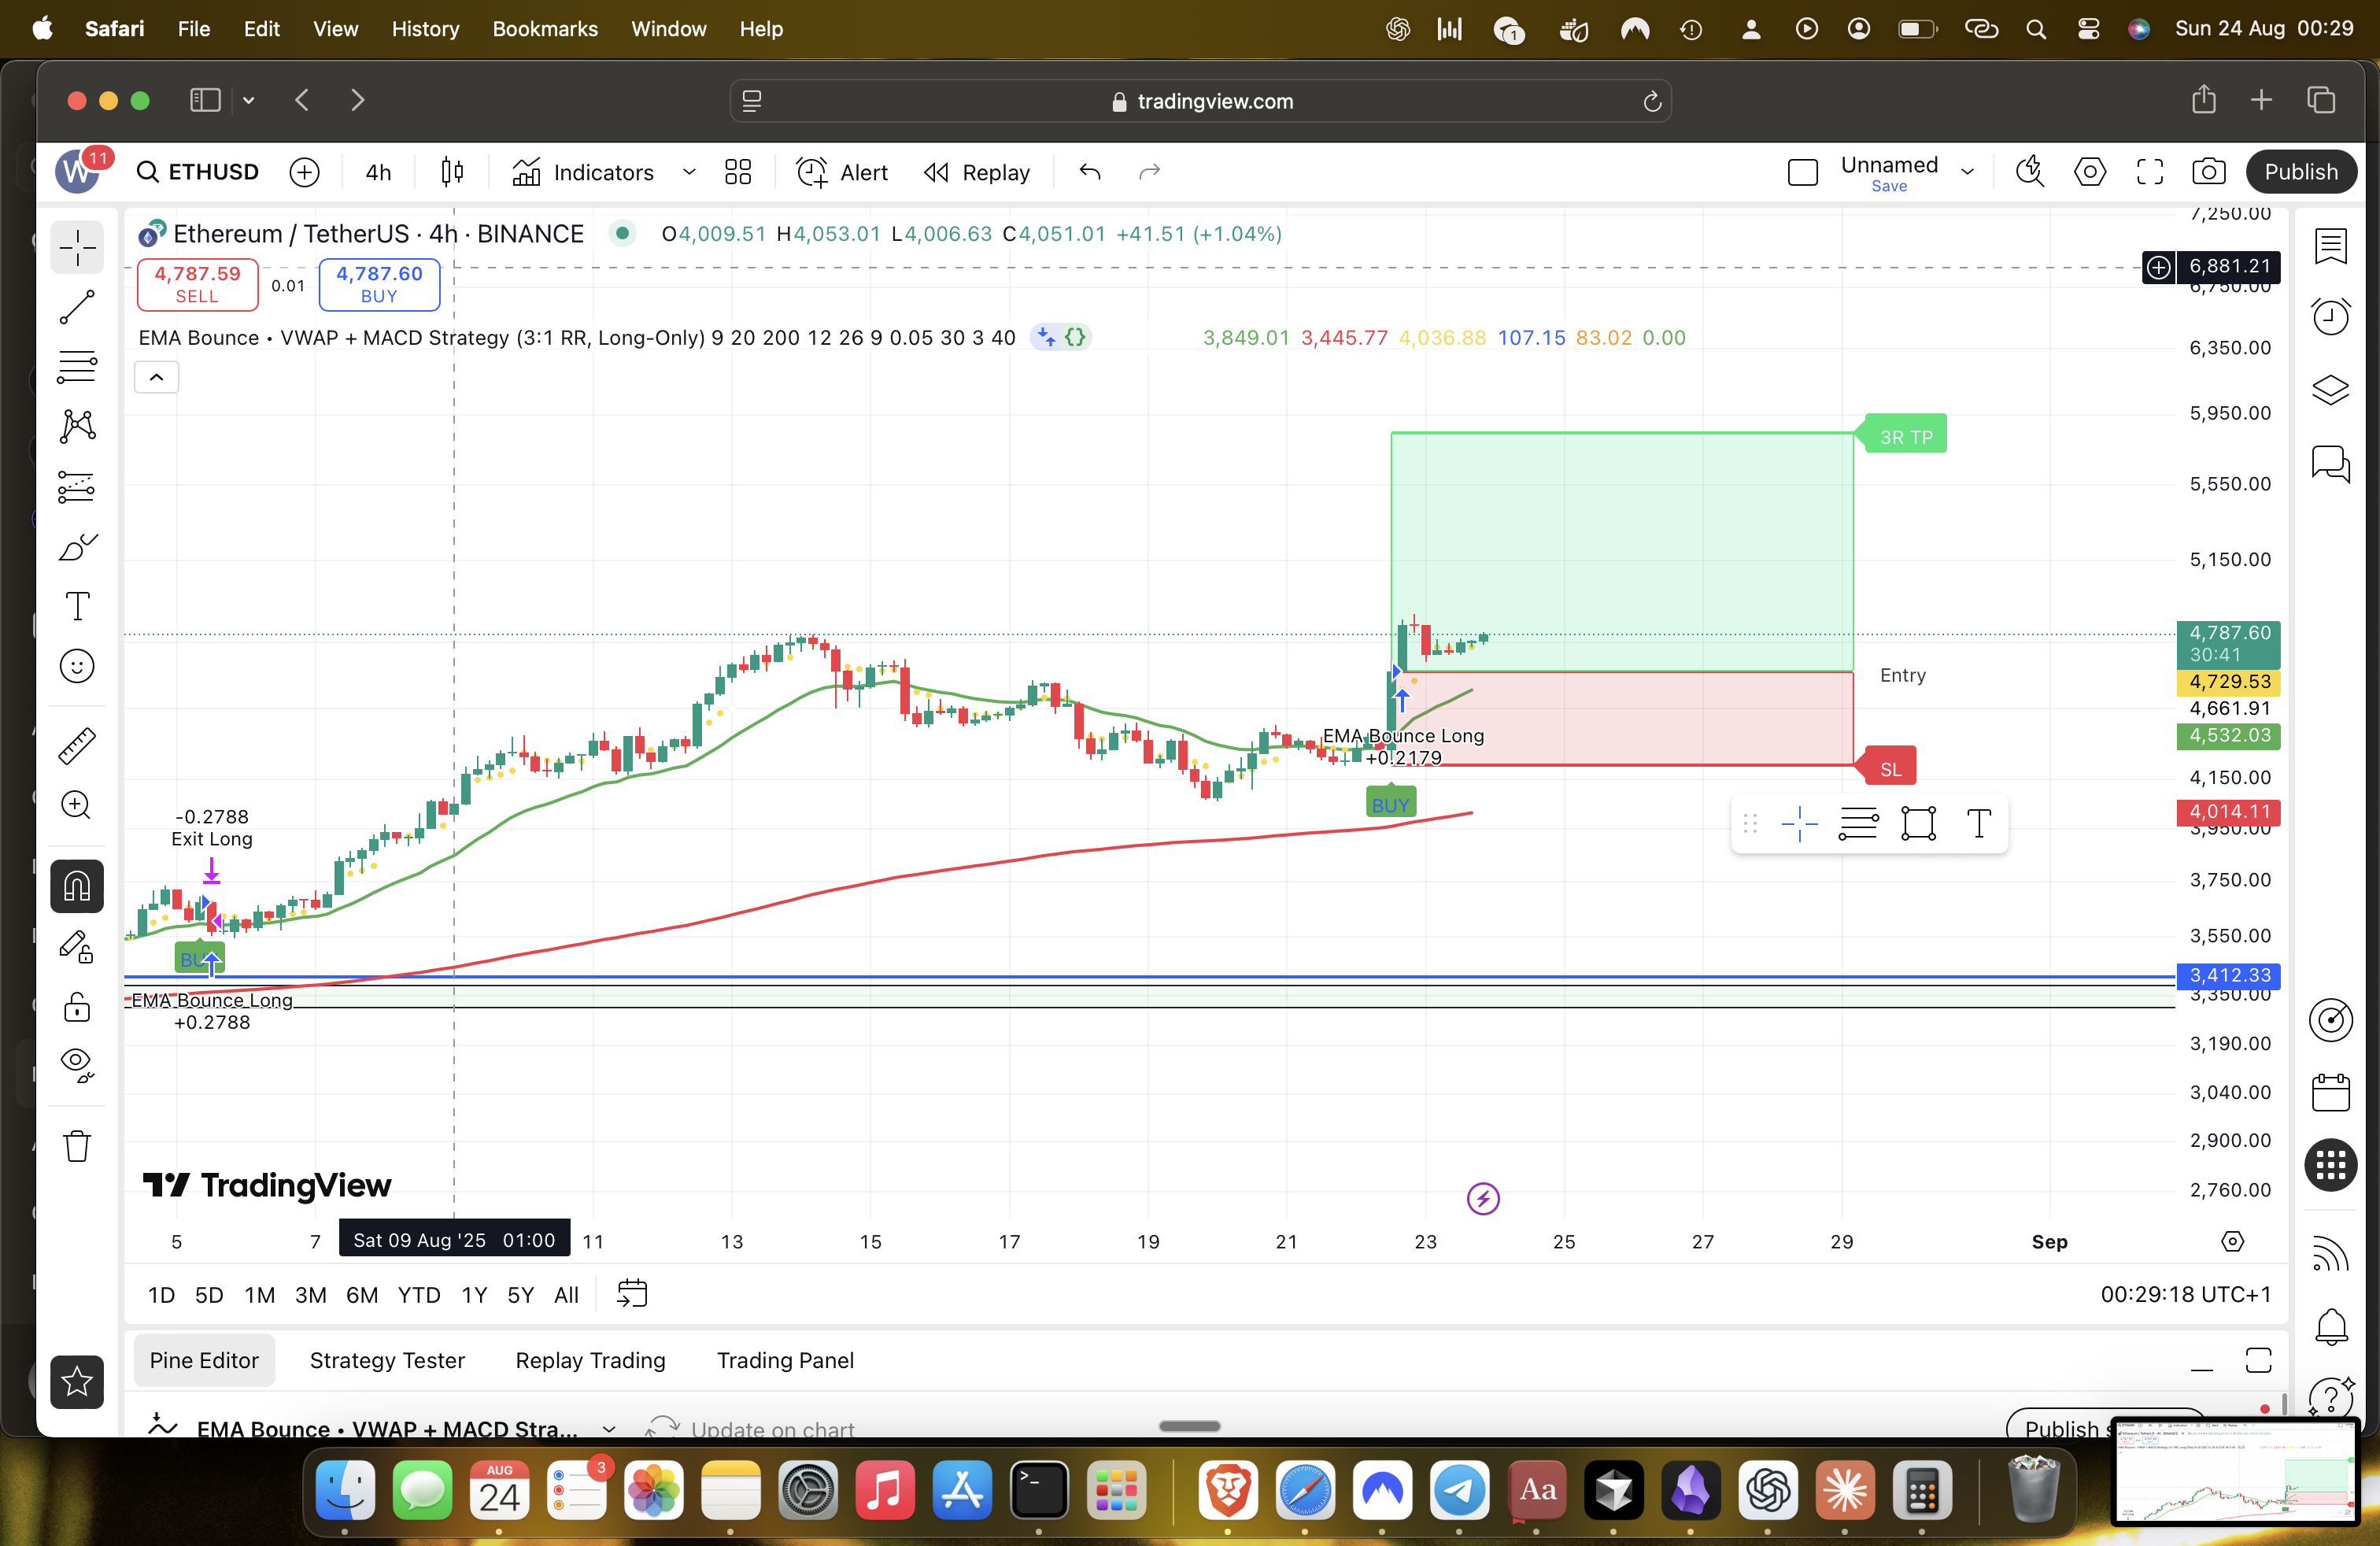 Safari File Edit View History Bookmarks Window Help 1 Sun 24 Aug 00:29
tradingview.com
W 11 ETHUSD 4h Indicators Alert Replay Unnamed Save Publish
Ethereum / TetherUS · 4h · BINANCE O4,009.51 H4,053.01 L4,006.63 C4,051.01 +41.51 (+1.04%)
4,787.59 SELL 0.01 4,787.60 BUY
EMA Bounce • VWAP + MACD Strategy (3:1 RR, Long-Only) 9 20 200 12 26 9 0.05 30 3 40 3,849.01 3,445.77 4,036.88 107.15 83.02 0.00
7,250.00
6,881.21
6,750.00
6,350.00
5,950.00
5,550.00
5,150.00
4,787.60
30:41
4,729.53
4,661.91
4,532.03
4,150.00
4,014.11
3,950.00
3,750.00
3,550.00
3,412.33
3,350.00
3,190.00
3,040.00
2,900.00
2,760.00
3R TP
Entry
SL
EMA Bounce Long
+0.2179
BUY
-0.2788
Exit Long
BUY
EMA Bounce Long
+0.2788
TradingView
5 7 Sat 09 Aug '25 01:00 11 13 15 17 19 21 23 25 27 29 Sep
1D 5D 1M 3M 6M YTD 1Y 5Y All 00:29:18 UTC+1
Pine Editor Strategy Tester Replay Trading Trading Panel
EMA Bounce • VWAP + MACD Stra... Update on chart Publish s
AUG
24
3
Aa